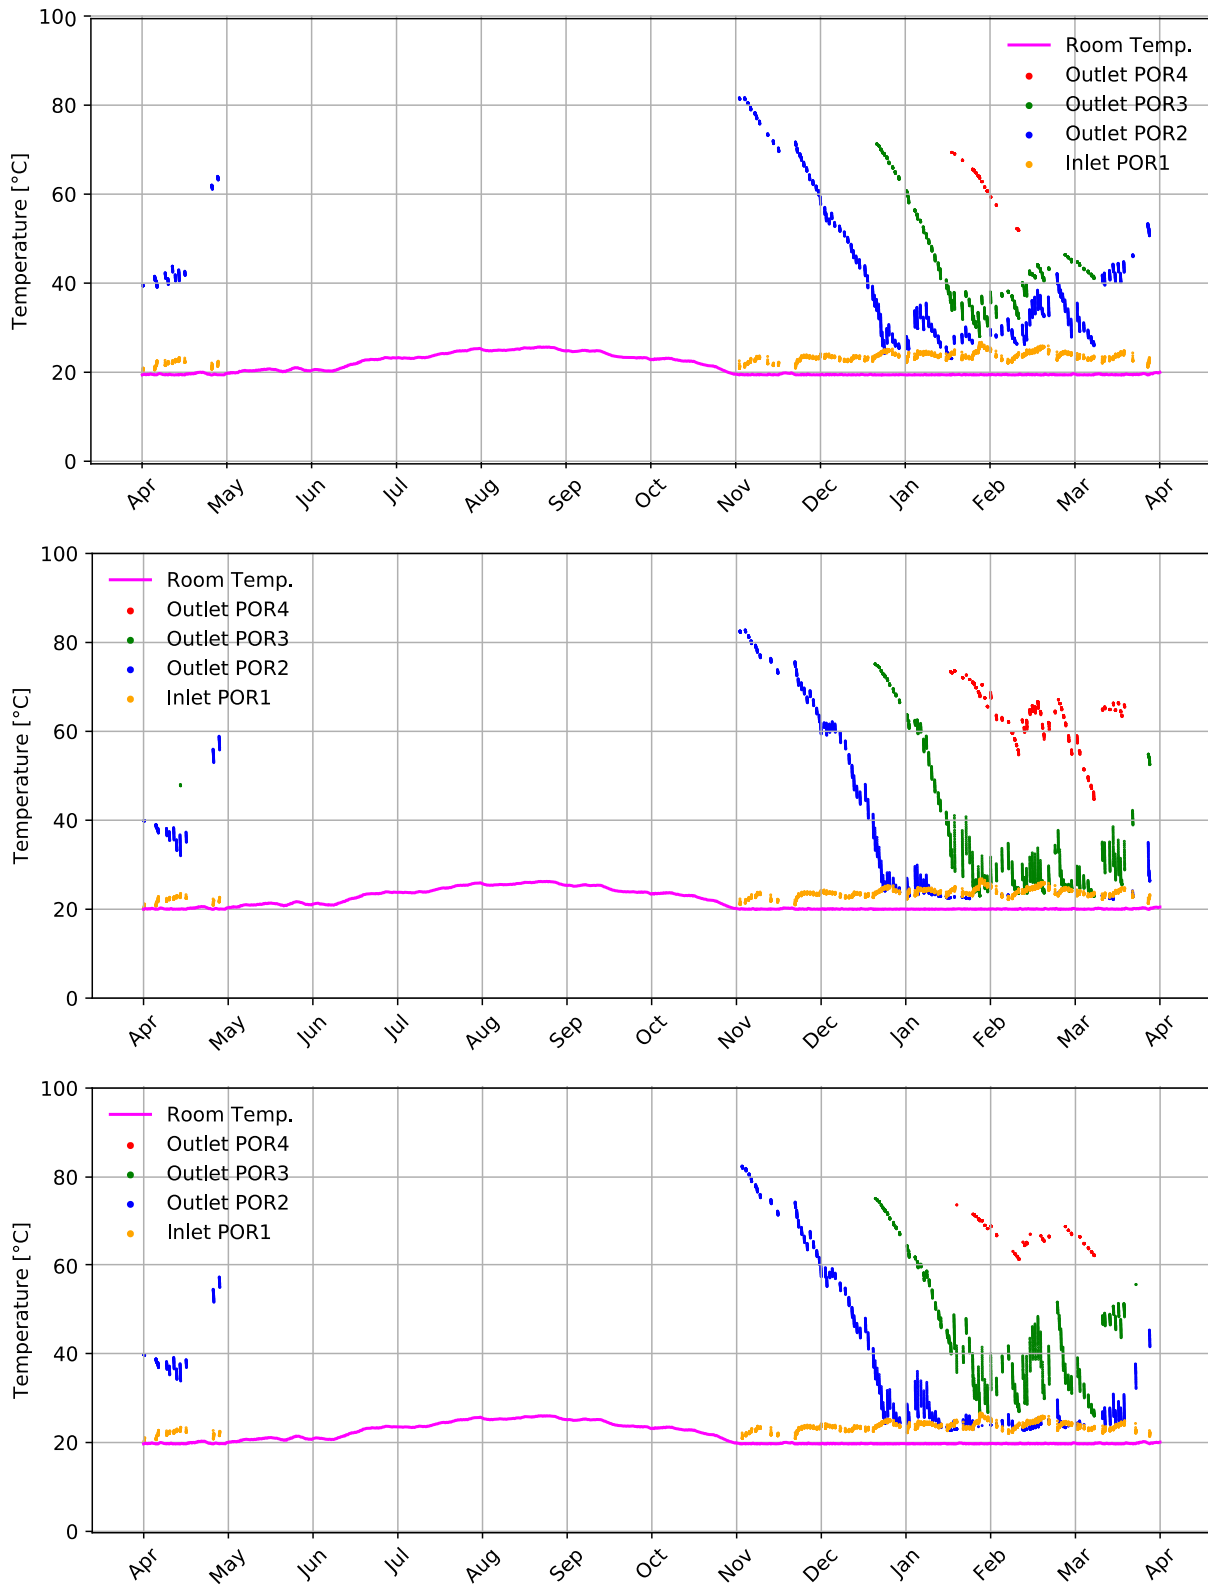 100
80
60
40
20
0
Temperature [°C]
Room Temp.
Outlet POR4
Outlet POR3
Outlet POR2
Inlet POR1
Apr May Jun Jul Aug Sep Oct Nov Dec Jan Feb Mar Apr
100
80
60
40
20
0
Temperature [°C]
Room Temp.
Outlet POR4
Outlet POR3
Outlet POR2
Inlet POR1
Apr May Jun Jul Aug Sep Oct Nov Dec Jan Feb Mar Apr
100
80
60
40
20
0
Temperature [°C]
Room Temp.
Outlet POR4
Outlet POR3
Outlet POR2
Inlet POR1
Apr May Jun Jul Aug Sep Oct Nov Dec Jan Feb Mar Apr